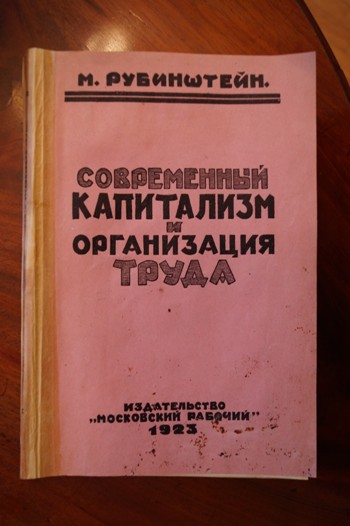 М. РУБИНШТЕЙН.
СОВРЕМЕННЫЙ
КАПИТАЛИЗМ
И
ОРГАНИЗАЦИЯ
ТРУДА
ИЗДАТЕЛЬСТВО
„МОСКОВСКИЙ РАБОЧИЙ"
1923